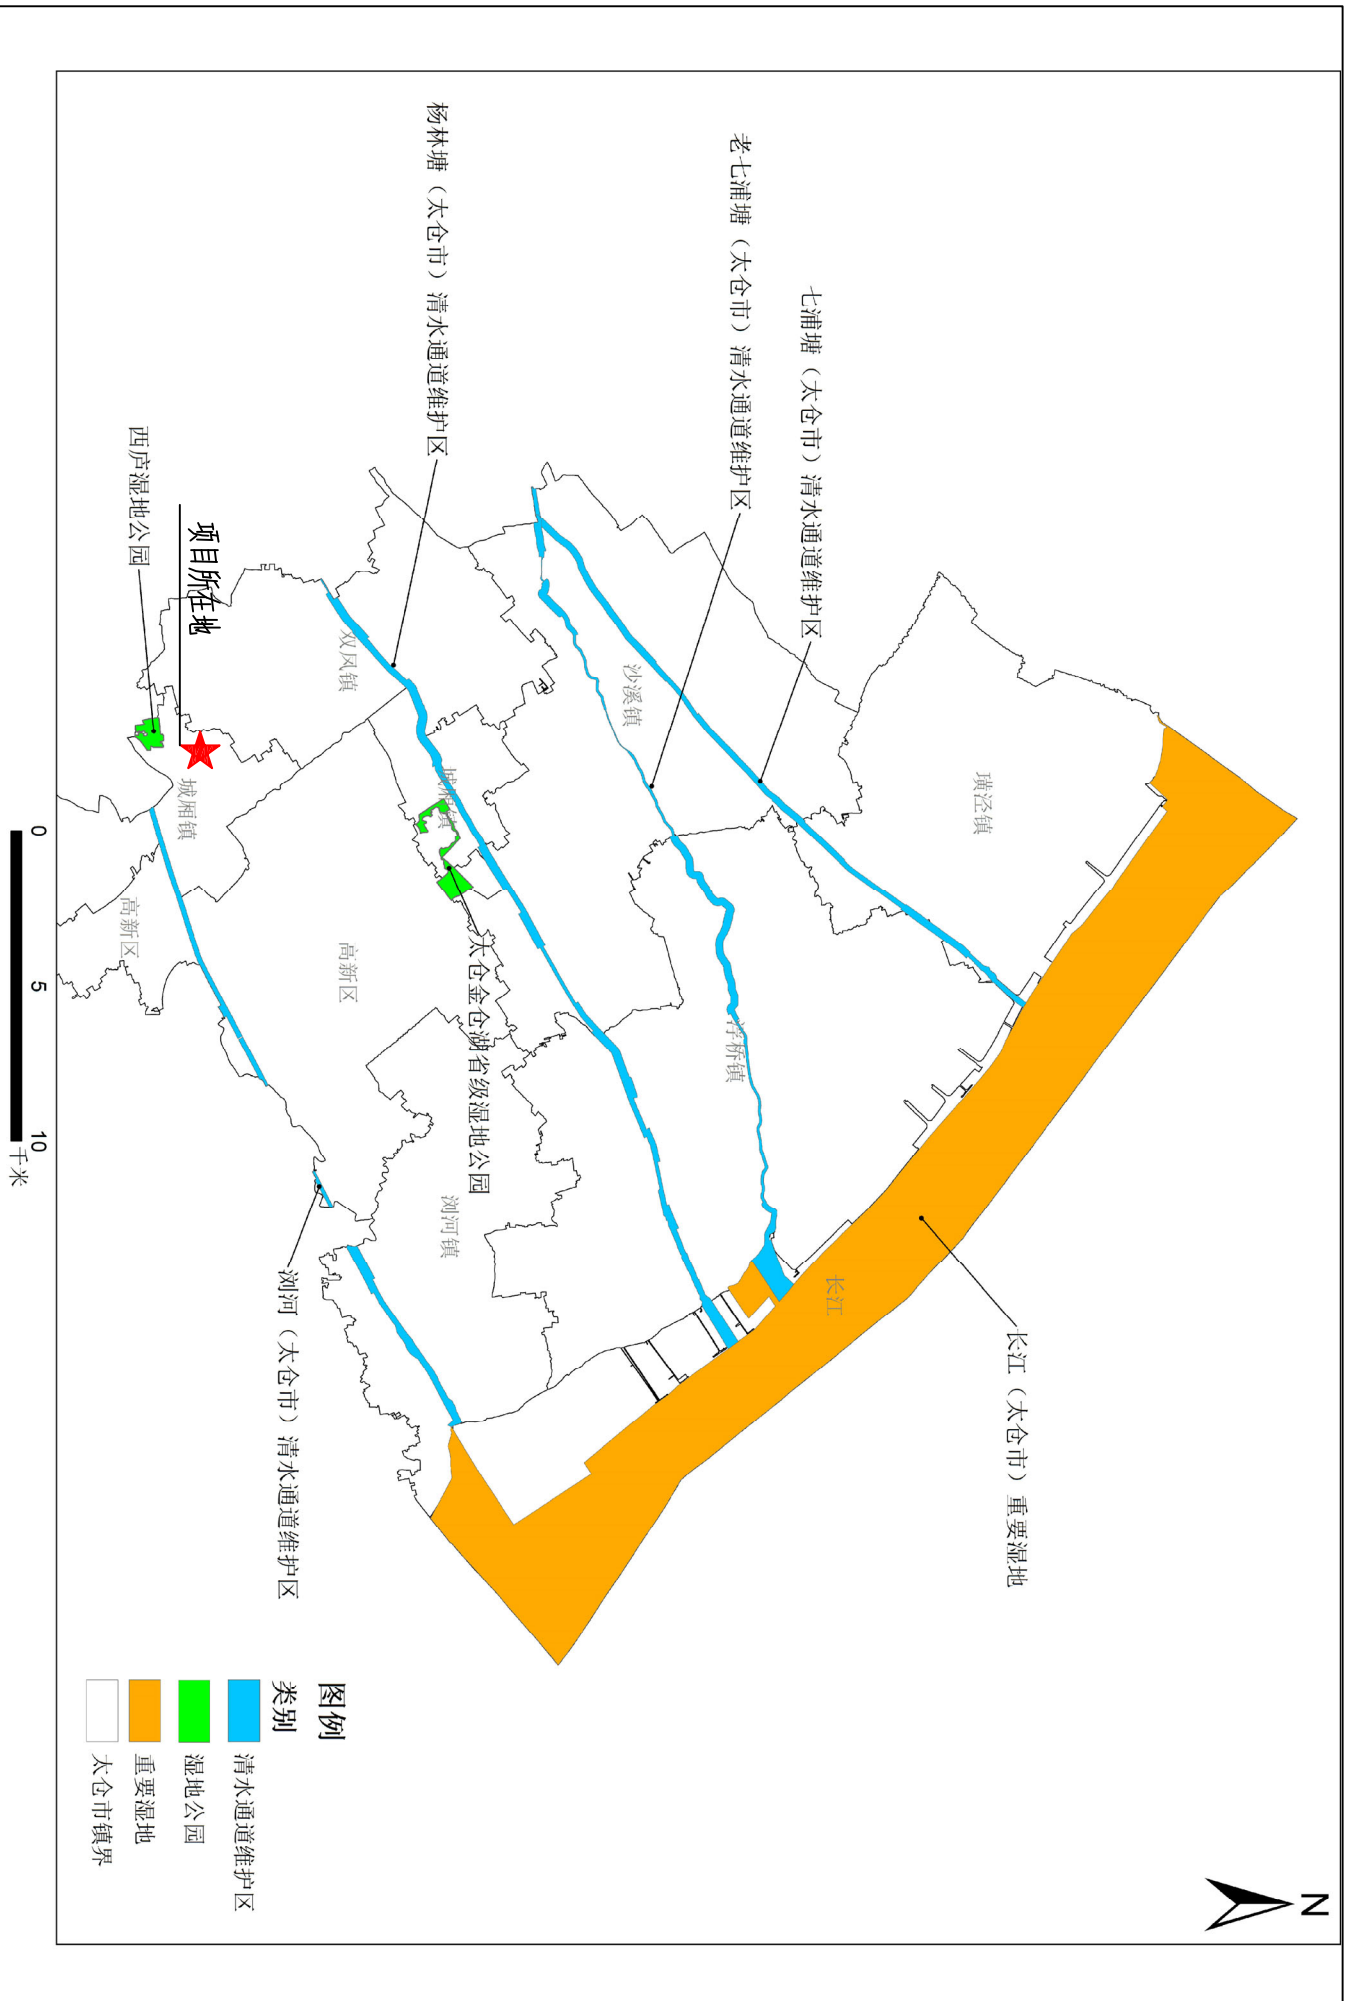 N
七浦塘（太仓市）清水通道维护区
老七浦塘（太仓市）清水通道维护区
杨林塘（太仓市）清水通道维护区
西庐湿地公园
项目所在地
璜泾镇
沙溪镇
双凤镇
城厢镇
浮桥镇
长江
长江（太仓市）重要湿地
太仓金仓湖省级湿地公园
高新区
浏河镇
城厢镇
高新区
浏河（太仓市）清水通道维护区
0 5 10
千米
图例
类别
清水通道维护区
湿地公园
重要湿地
太仓市镇界